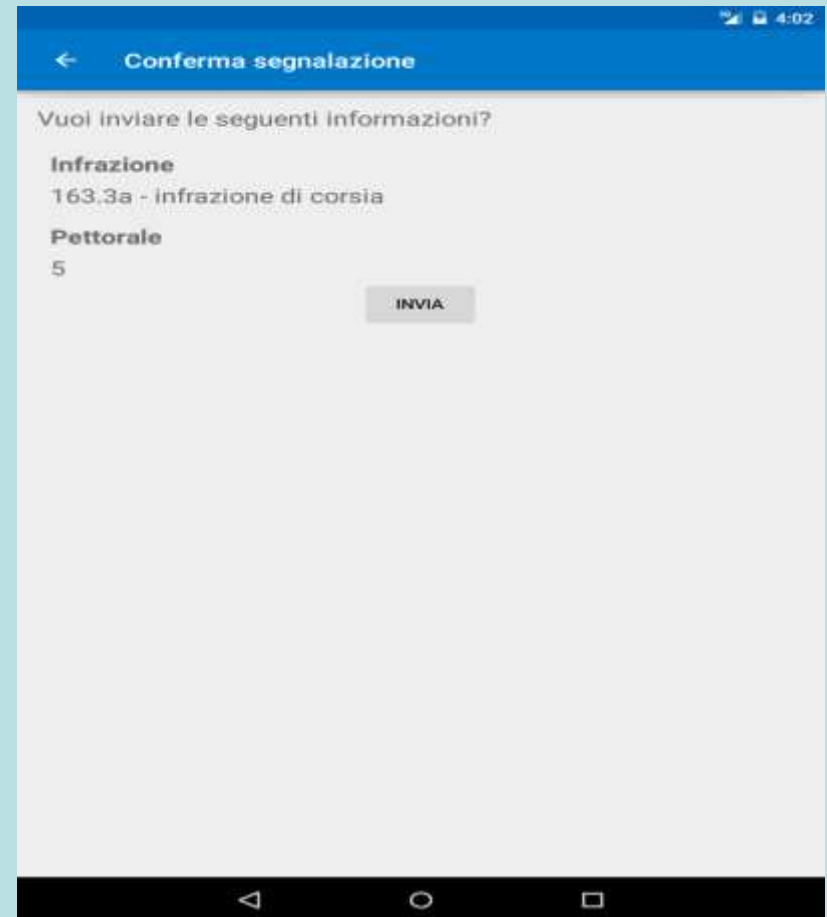 4:02
Conferma segnalazione
Vuoi inviare le seguenti informazioni?
Infrazione
163.3a - infrazione di corsia
Pettorale
5
INVIA